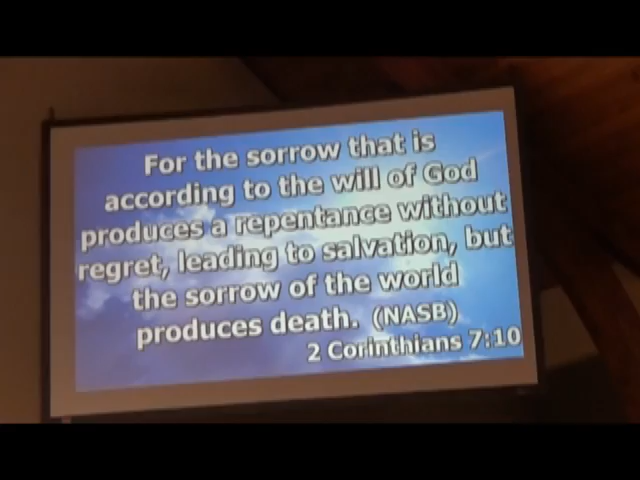 For the sorrow that is
according to the will of God
produces a repentance without
regret, leading to salvation, but
the sorrow of the world
produces death. (NASB)
2 Corinthians 7:10